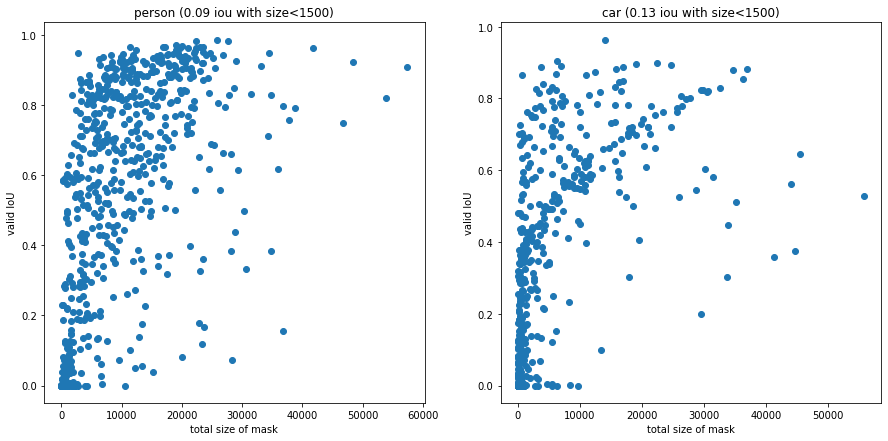 person (0.09 iou with size<1500)
valid IoU
1.0
0.8
0.6
0.4
0.2
0.0
0 10000 20000 30000 40000 50000 60000
total size of mask
car (0.13 iou with size<1500)
valid IoU
1.0
0.8
0.6
0.4
0.2
0.0
0 10000 20000 30000 40000 50000
total size of mask